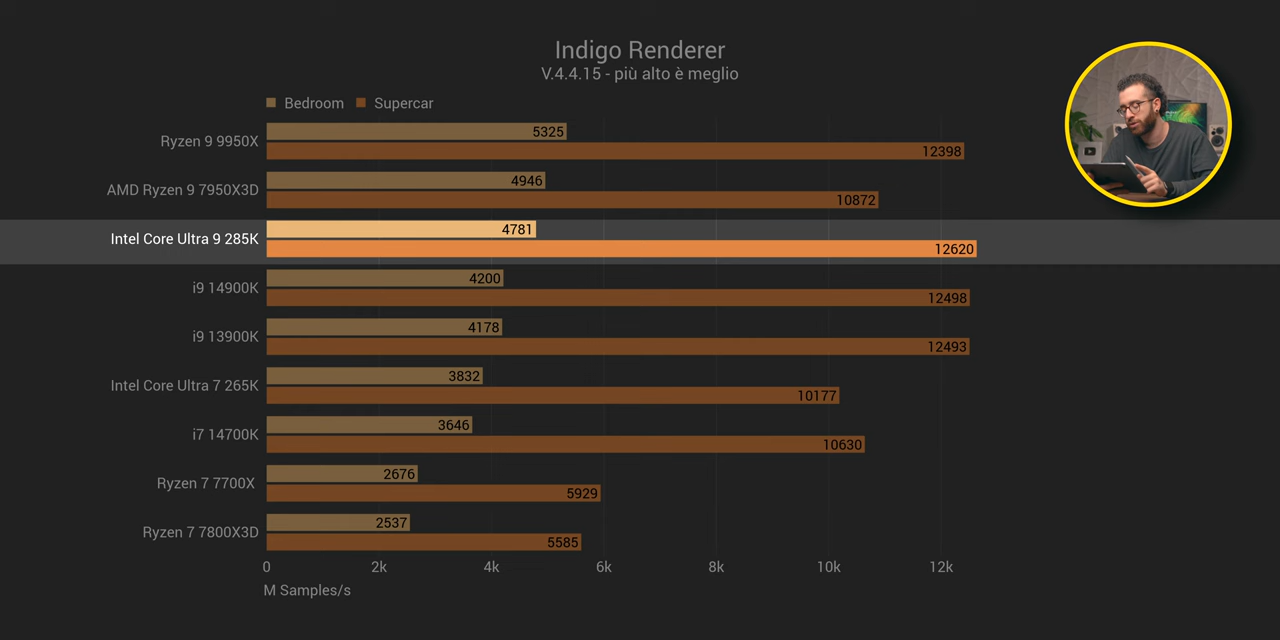 Indigo Renderer
V.4.4.15 - più alto è meglio
Bedroom Supercar
Ryzen 9 9950X 5325 12398
AMD Ryzen 9 7950X3D 4946 10872
Intel Core Ultra 9 285K 4781 12620
i9 14900K 4200 12498
i9 13900K 4178 12493
Intel Core Ultra 7 265K 3832 10177
i7 14700K 3646 10630
Ryzen 7 7700X 2676 5929
Ryzen 7 7800X3D 2537 5585
0 2k 4k 6k 8k 10k 12k
M Samples/s